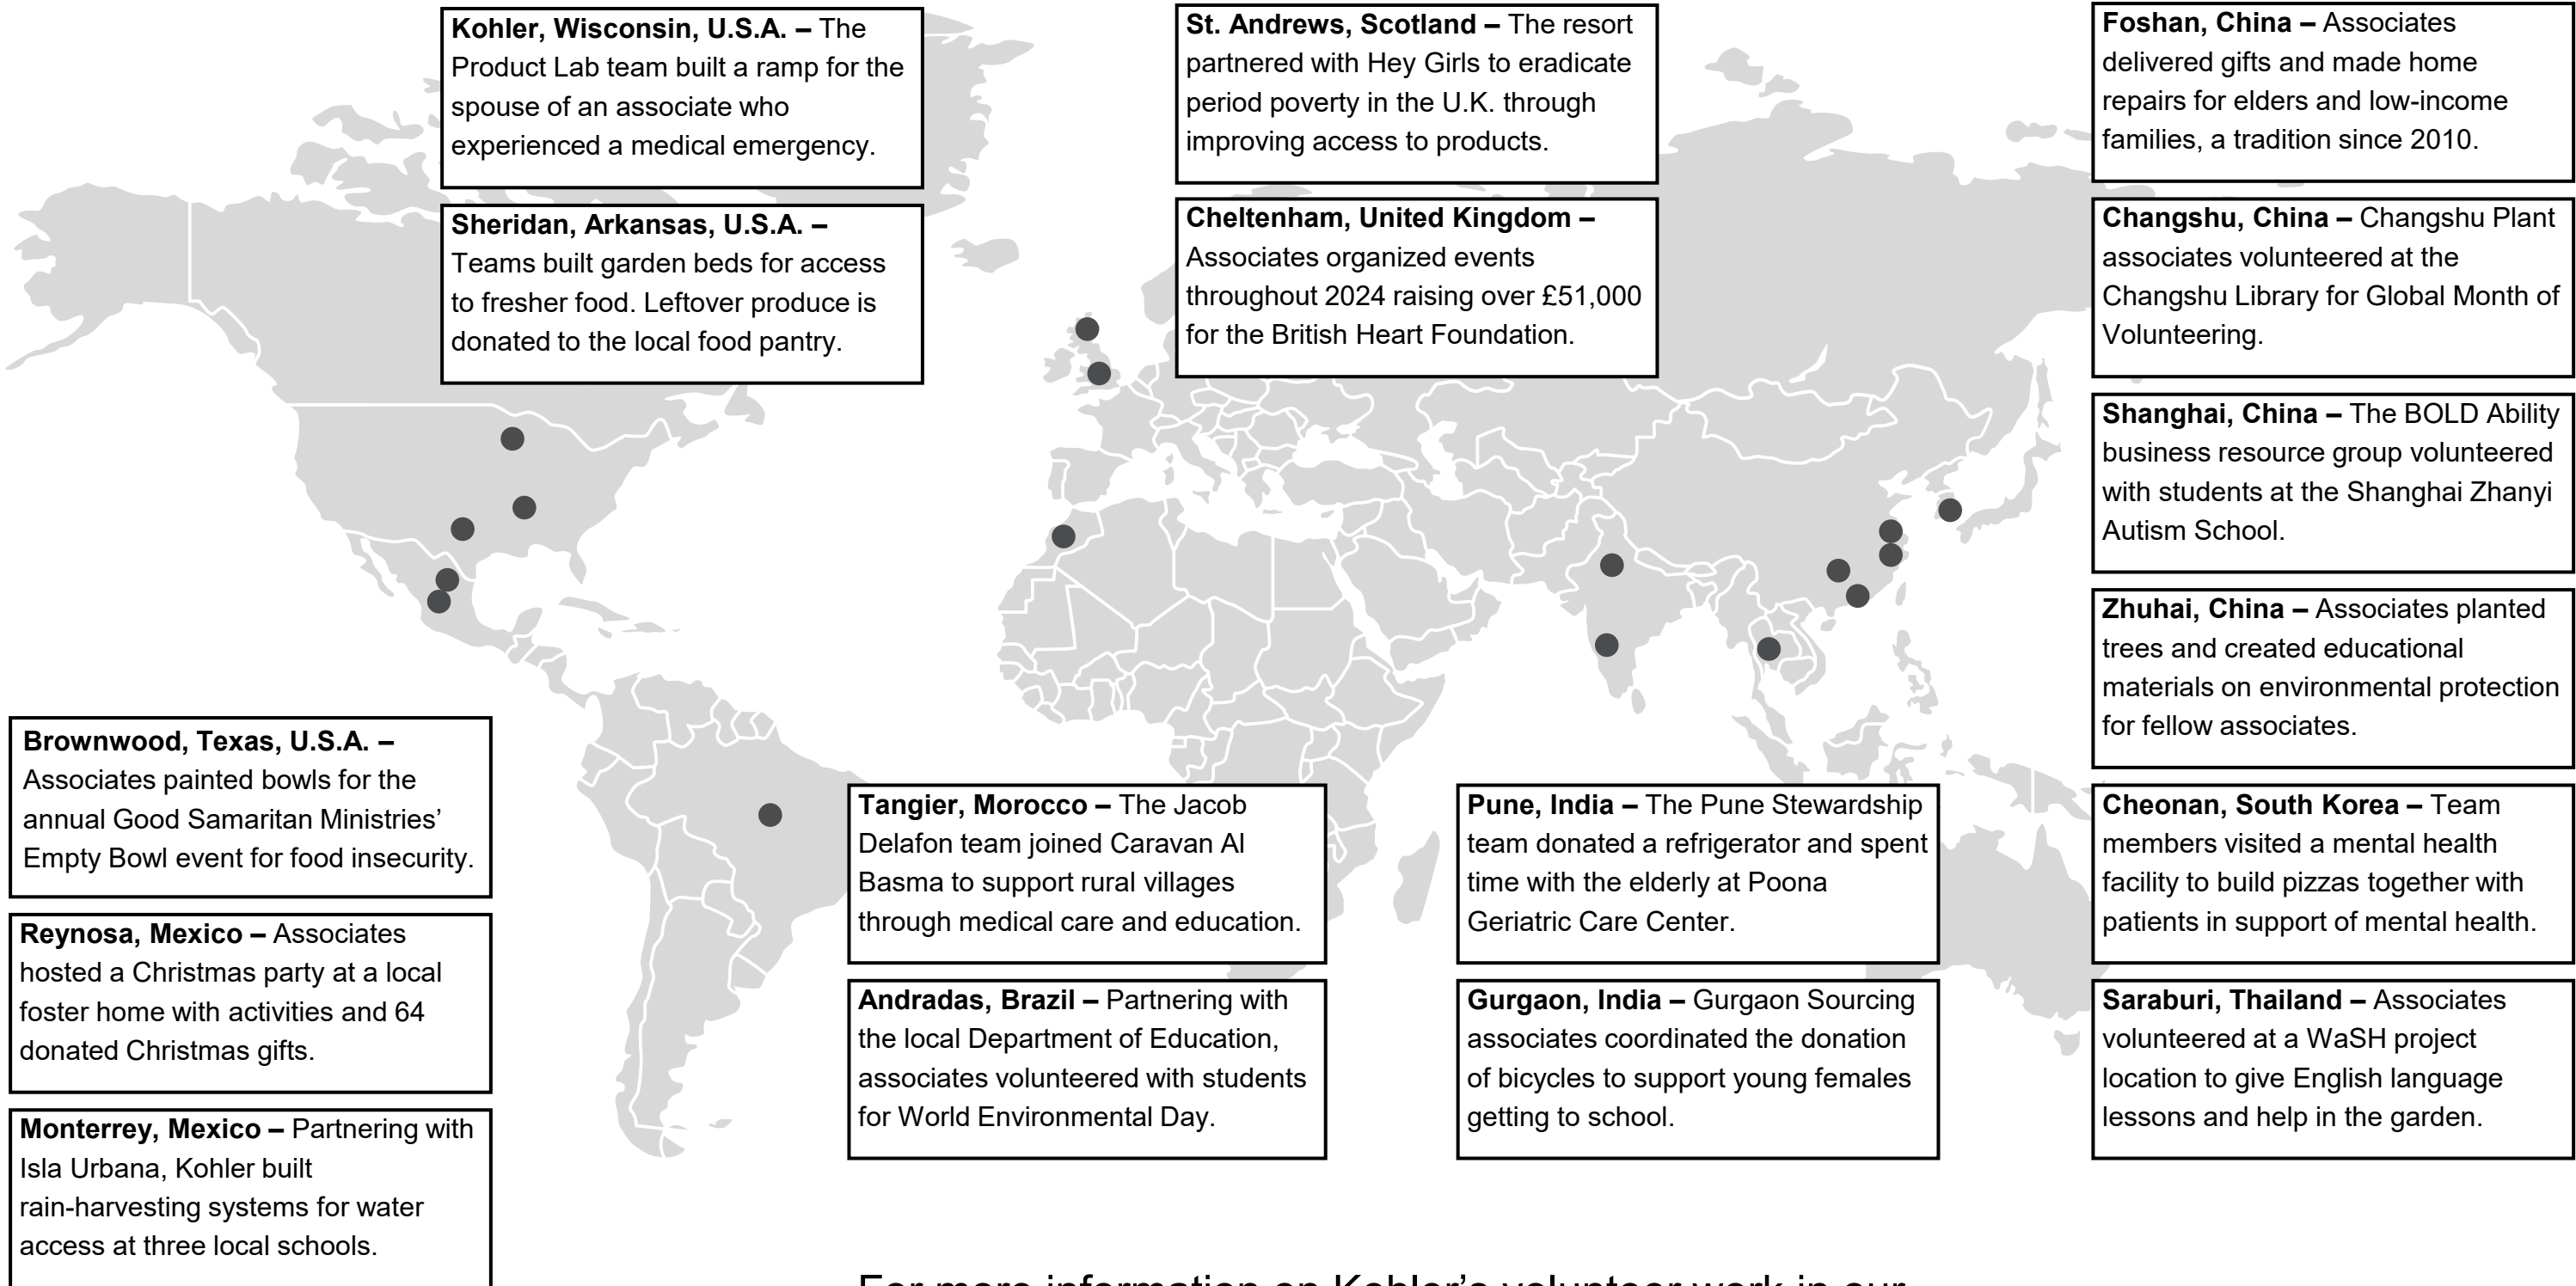 Kohler, Wisconsin, U.S.A. – The
Product Lab team built a ramp for the
spouse of an associate who
experienced a medical emergency.
Sheridan, Arkansas, U.S.A. –
Teams built garden beds for access
to fresher food. Leftover produce is
donated to the local food pantry.
Brownwood, Texas, U.S.A. –
Associates painted bowls for the
annual Good Samaritan Ministries’
Empty Bowl event for food insecurity.
Reynosa, Mexico – Associates
hosted a Christmas party at a local
foster home with activities and 64
donated Christmas gifts.
Monterrey, Mexico – Partnering with
Isla Urbana, Kohler built
rain-harvesting systems for water
access at three local schools.
St. Andrews, Scotland – The resort
partnered with Hey Girls to eradicate
period poverty in the U.K. through
improving access to products.
Cheltenham, United Kingdom –
Associates organized events
throughout 2024 raising over £51,000
for the British Heart Foundation.
Tangier, Morocco – The Jacob
Delafon team joined Caravan Al
Basma to support rural villages
through medical care and education.
Andradas, Brazil – Partnering with
the local Department of Education,
associates volunteered with students
for World Environmental Day.
Pune, India – The Pune Stewardship
team donated a refrigerator and spent
time with the elderly at Poona
Geriatric Care Center.
Gurgaon, India – Gurgaon Sourcing
associates coordinated the donation
of bicycles to support young females
getting to school.
Foshan, China – Associates
delivered gifts and made home
repairs for elders and low-income
families, a tradition since 2010.
Changshu, China – Changshu Plant
associates volunteered at the
Changshu Library for Global Month of
Volunteering.
Shanghai, China – The BOLD Ability
business resource group volunteered
with students at the Shanghai Zhanyi
Autism School.
Zhuhai, China – Associates planted
trees and created educational
materials on environmental protection
for fellow associates.
Cheonan, South Korea – Team
members visited a mental health
facility to build pizzas together with
patients in support of mental health.
Saraburi, Thailand – Associates
volunteered at a WaSH project
location to give English language
lessons and help in the garden.
For more information on Kohler’s volunteer work in our